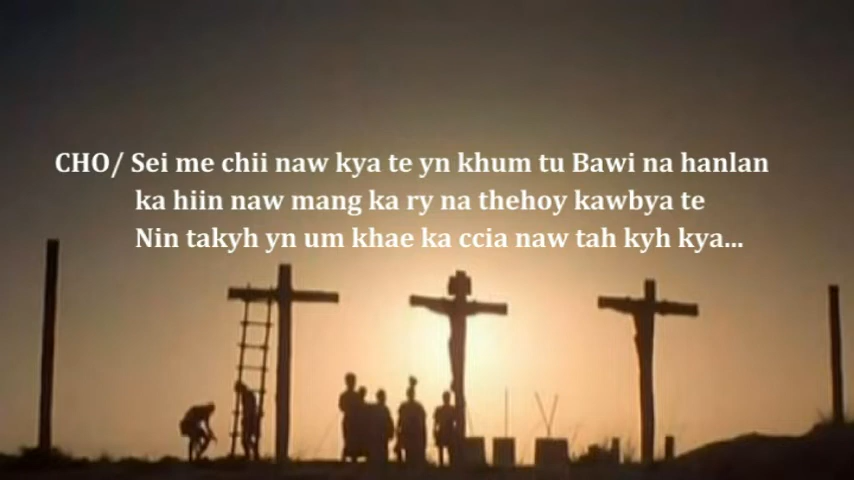 CHO/ Sei me chii naw kya te yn khum tu Bawi na hanlan
ka hiin naw mang ka ry na thehoy kawbya te
Nin takyh yn um khae ka ccia naw tah kyh kya...